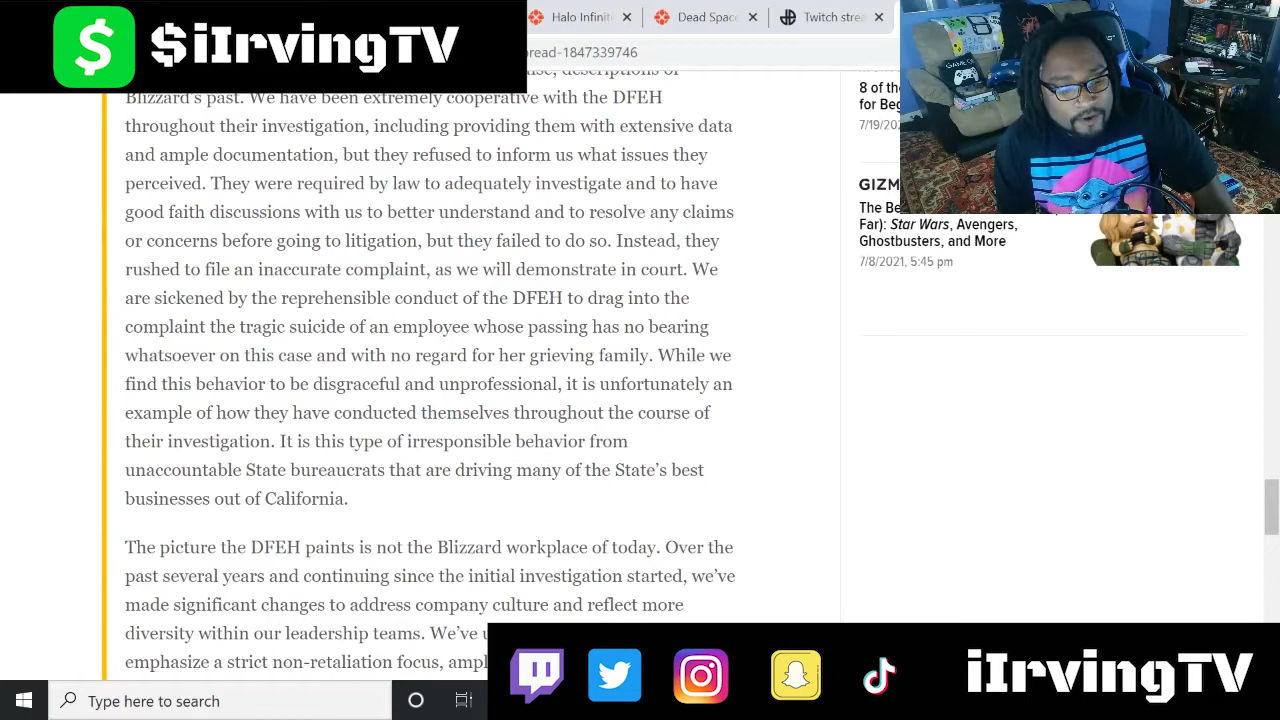 $iIrvingTV
Halo Infinit
Dead Space
Twitch strea
pread-1847339746
descriptions of
Blizzard's past. We have been extremely cooperative with the DFEH
throughout their investigation, including providing them with extensive data
and ample documentation, but they refused to inform us what issues they
perceived. They were required by law to adequately investigate and to have
good faith discussions with us to better understand and to resolve any claims
or concerns before going to litigation, but they failed to do so. Instead, they
rushed to file an inaccurate complaint, as we will demonstrate in court. We
are sickened by the reprehensible conduct of the DFEH to drag into the
complaint the tragic suicide of an employee whose passing has no bearing
whatsoever on this case and with no regard for her grieving family. While we
find this behavior to be disgraceful and unprofessional, it is unfortunately an
example of how they have conducted themselves throughout the course of
their investigation. It is this type of irresponsible behavior from
unaccountable State bureaucrats that are driving many of the State's best
businesses out of California.
The picture the DFEH paints is not the Blizzard workplace of today. Over the
past several years and continuing since the initial investigation started, we've
made significant changes to address company culture and reflect more
diversity within our leadership teams. We've u
emphasize a strict non-retaliation focus, ampl
8 of the
for Beg
7/19/202
GIZM
The Be
Far): Star Wars, Avengers,
Ghostbusters, and More
7/8/2021, 5:45 pm
Type here to search
iIrvingTV